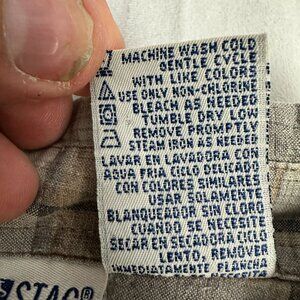 MACHINE WASH COLD
GENTLE CYCLE
WITH LIKE COLORS
USE ONLY NON-CHLORINE
BLEACH AS NEEDED
TUMBLE DRY LOW
REMOVE PROMPTLY
STEAM IRON AS NEEDED
LAVAR EN LAVADORA CON
AGUA FRIA CICLO DELICADO
CON COLORES SIMILARES
USAR SOLAMENTE
BLANQUEADOR SIN CLORO
CUANDO SE NECESITE
SECAR EN SECADORA CICLO
LENTO, REMOVER
INMEDIATAMENTE PLANCHA
STAG®